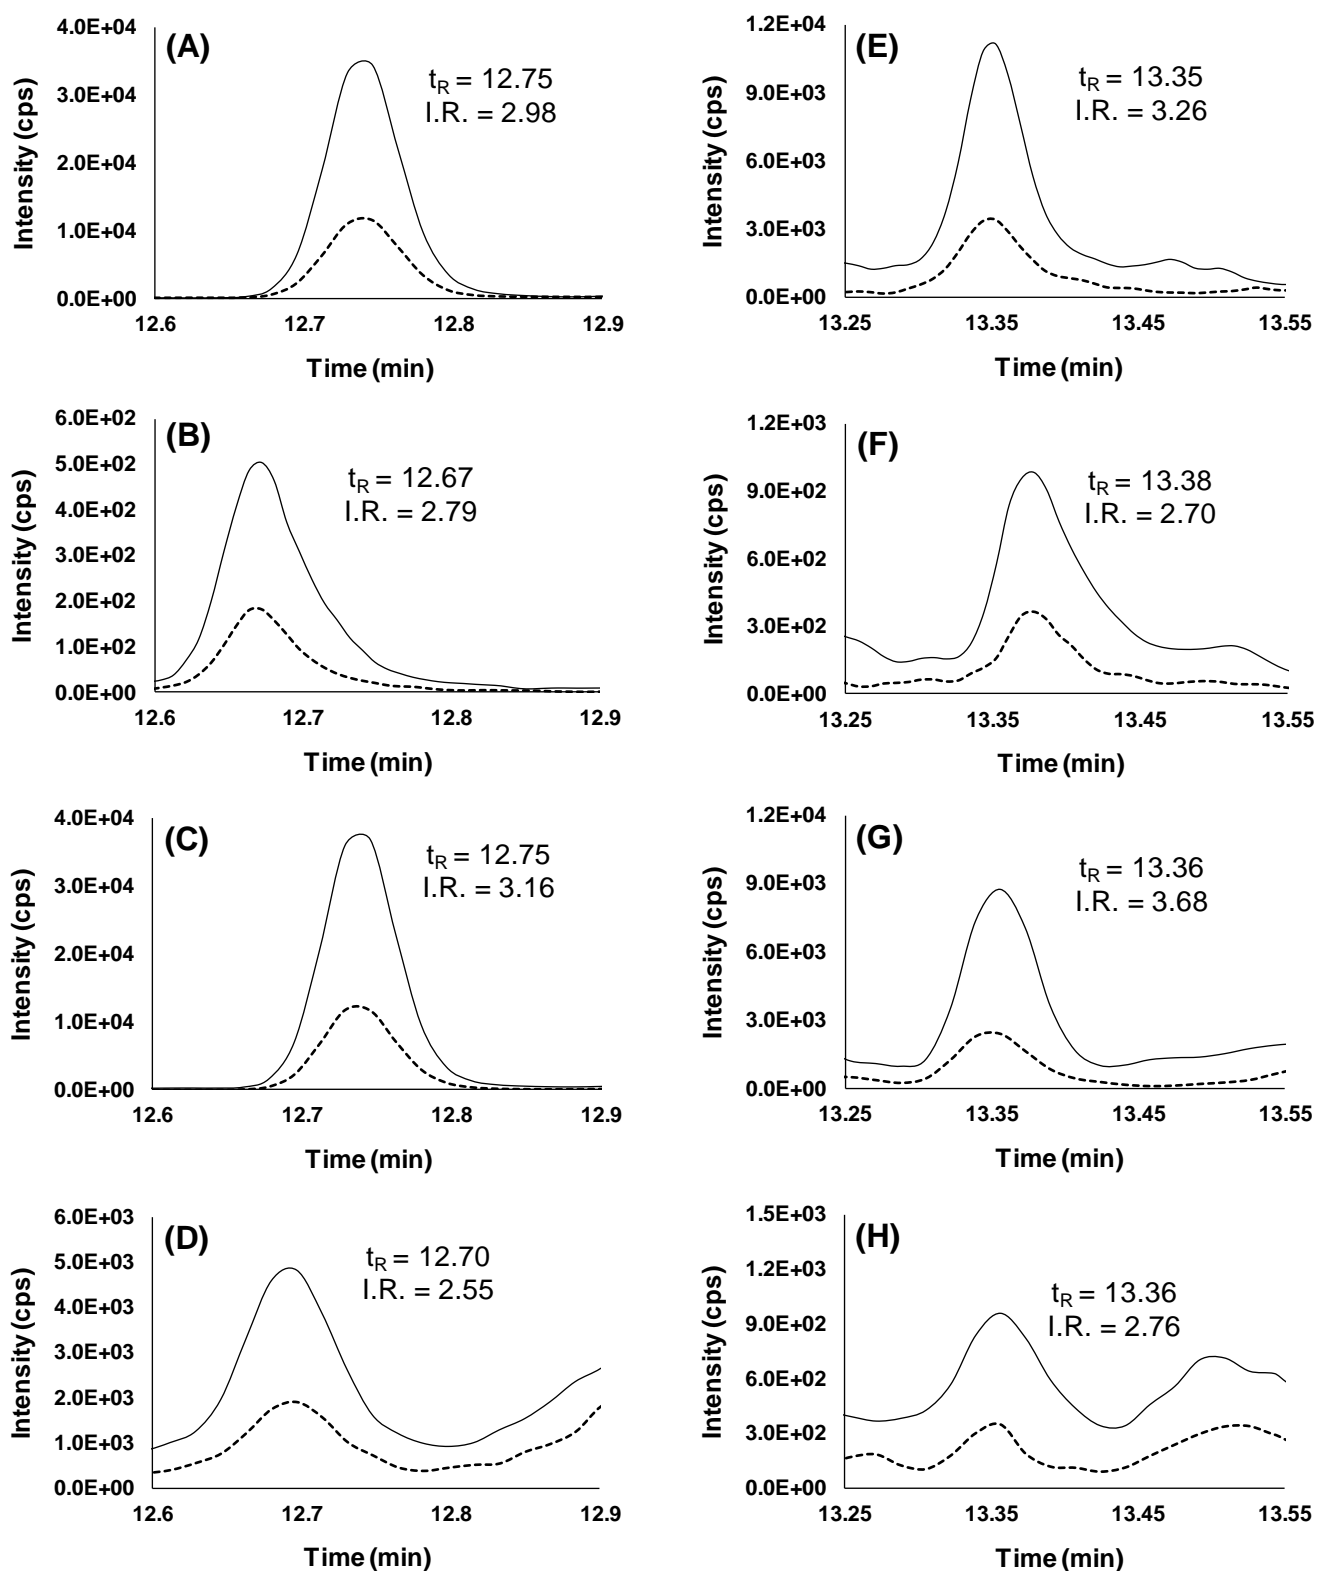 (A)
Intensity (cps)
4.0E+04
3.0E+04
2.0E+04
1.0E+04
0.0E+00
tR = 12.75
I.R. = 2.98
12.6 12.7 12.8 12.9
Time (min)
(E)
Intensity (cps)
1.2E+04
9.0E+03
6.0E+03
3.0E+03
0.0E+00
tR = 13.35
I.R. = 3.26
13.25 13.35 13.45 13.55
Time (min)
(B)
Intensity (cps)
6.0E+02
5.0E+02
4.0E+02
3.0E+02
2.0E+02
1.0E+02
0.0E+00
tR = 12.67
I.R. = 2.79
12.6 12.7 12.8 12.9
Time (min)
(F)
Intensity (cps)
1.2E+03
9.0E+02
6.0E+02
3.0E+02
0.0E+00
tR = 13.38
I.R. = 2.70
13.25 13.35 13.45 13.55
Time (min)
(C)
Intensity (cps)
4.0E+04
3.0E+04
2.0E+04
1.0E+04
0.0E+00
tR = 12.75
I.R. = 3.16
12.6 12.7 12.8 12.9
Time (min)
(G)
Intensity (cps)
1.2E+04
9.0E+03
6.0E+03
3.0E+03
0.0E+00
tR = 13.36
I.R. = 3.68
13.25 13.35 13.45 13.55
Time (min)
(D)
Intensity (cps)
6.0E+03
5.0E+03
4.0E+03
3.0E+03
2.0E+03
1.0E+03
0.0E+00
tR = 12.70
I.R. = 2.55
12.6 12.7 12.8 12.9
Time (min)
(H)
Intensity (cps)
1.5E+03
1.2E+03
9.0E+02
6.0E+02
3.0E+02
0.0E+00
tR = 13.36
I.R. = 2.76
13.25 13.35 13.45 13.55
Time (min)